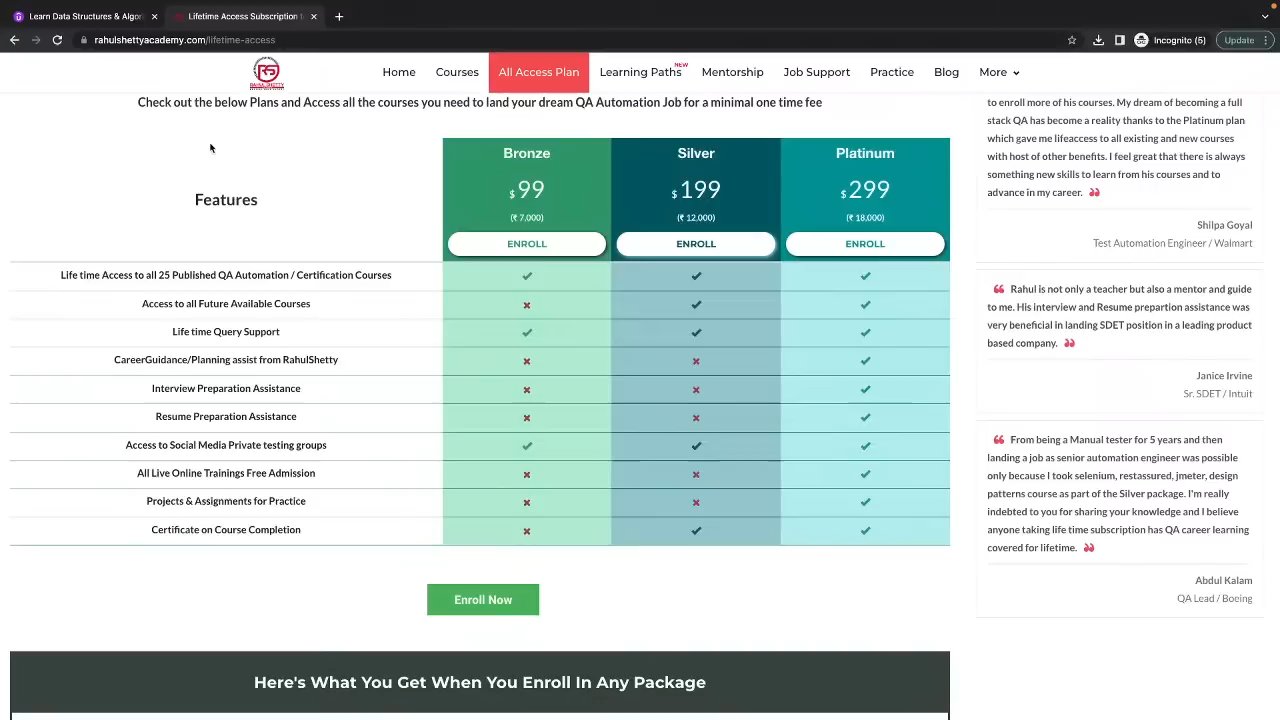 Learn Data Structures & Algor
Lifetime Access Subscription
rahulshettyacademy.com/lifetime-access
Incognito (5)
Update
RAHUL SHETTY
Home
Courses
All Access Plan
Learning Paths
NEW
Mentorship
Job Support
Practice
Blog
More
Check out the below Plans and Access all the courses you need to land your dream QA Automation Job for a minimal one time fee
Features
Bronze
$ 99
(₹ 7,000)
ENROLL
Silver
$ 199
(₹ 12,000)
ENROLL
Platinum
$ 299
(₹ 18,000)
ENROLL
Life time Access to all 25 Published QA Automation / Certification Courses
Access to all Future Available Courses
Life time Query Support
CareerGuidance/Planning assist from RahulShetty
Interview Preparation Assistance
Resume Preparation Assistance
Access to Social Media Private testing groups
All Live Online Trainings Free Admission
Projects & Assignments for Practice
Certificate on Course Completion
Enroll Now
Here's What You Get When You Enroll In Any Package
to enroll more of his courses. My dream of becoming a full
stack QA has become a reality thanks to the Platinum plan
which gave me lifeaccess to all existing and new courses
with host of other benefits. I feel great that there is always
something new skills to learn from his courses and to
advance in my career.
Shilpa Goyal
Test Automation Engineer / Walmart
Rahul is not only a teacher but also a mentor and guide
to me. His interview and Resume prepartion assistance was
very beneficial in landing SDET position in a leading product
based company.
Janice Irvine
Sr. SDET / Intuit
From being a Manual tester for 5 years and then
landing a job as senior automation engineer was possible
only because I took selenium, restassured, jmeter, design
patterns course as part of the Silver package. I'm really
indebted to you for sharing your knowledge and I believe
anyone taking life time subscription has QA career learning
covered for lifetime.
Abdul Kalam
QA Lead / Boeing